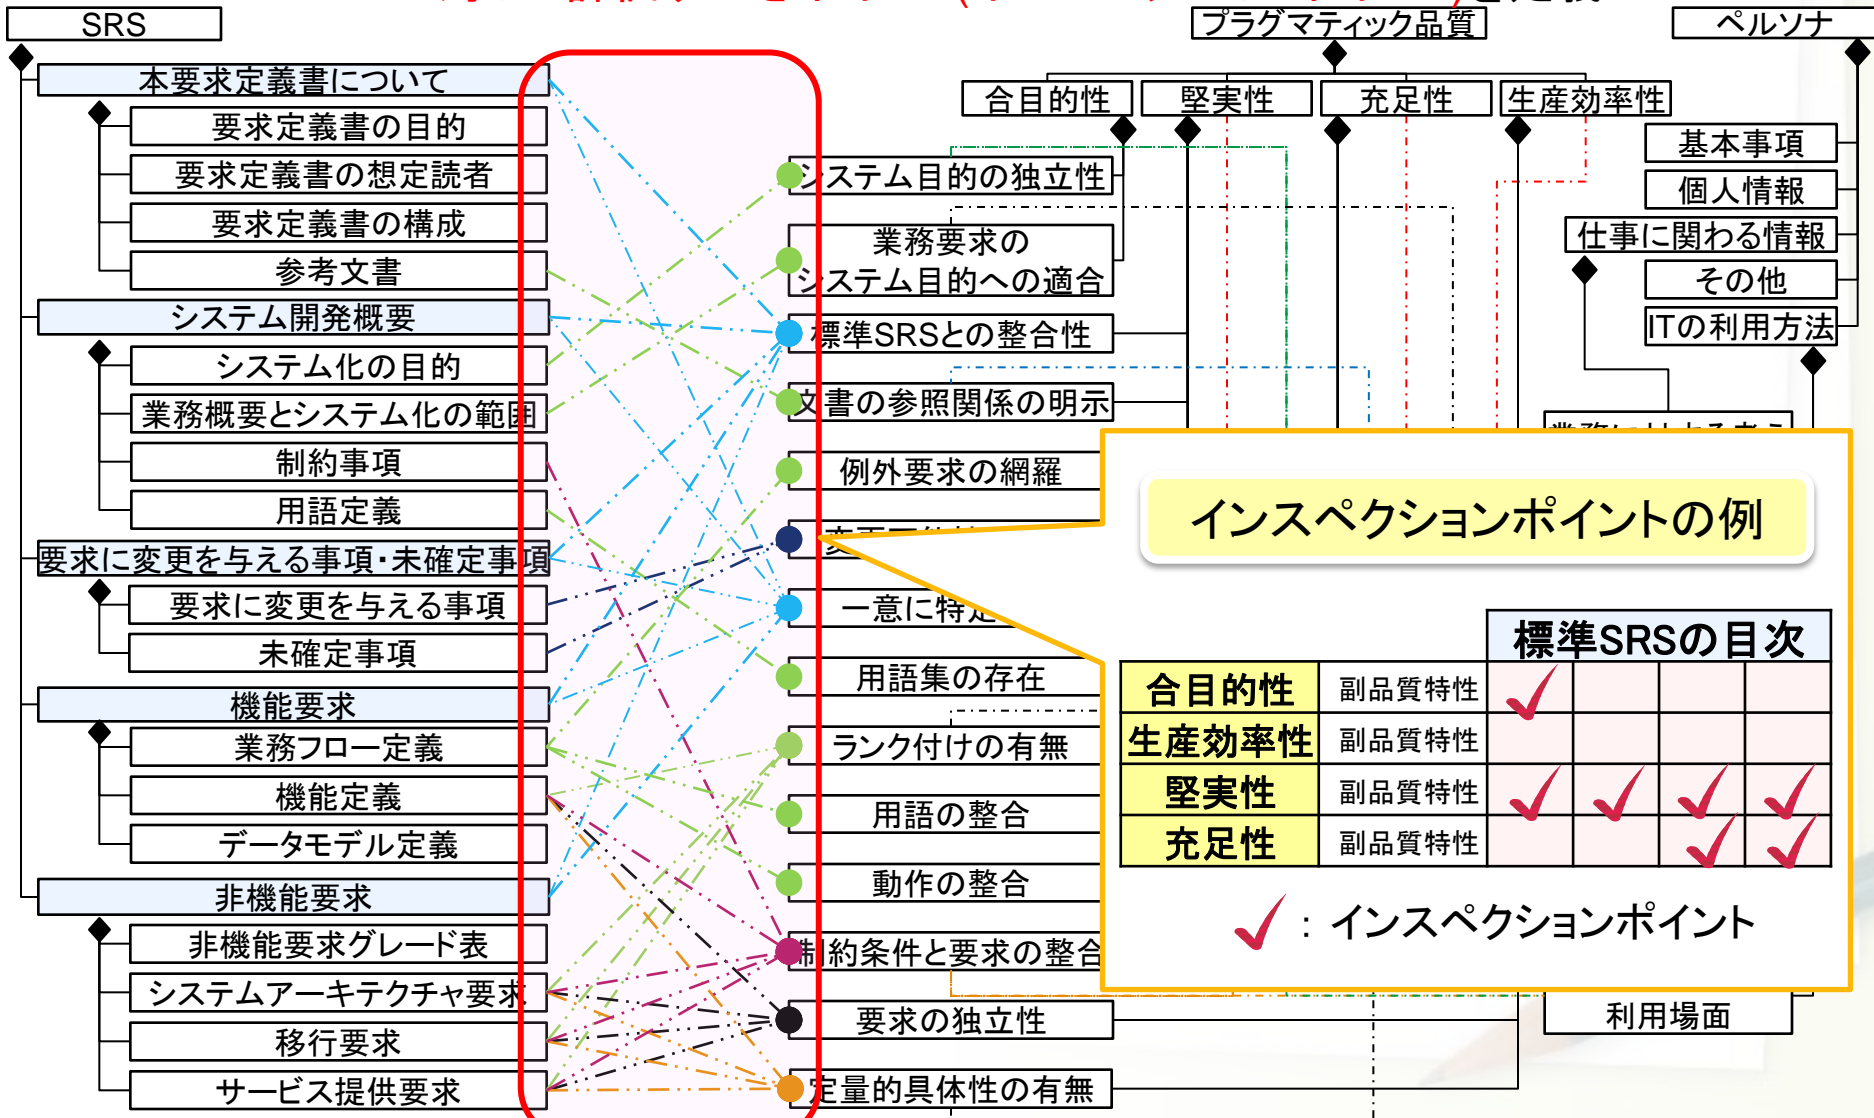 SRS
本要求定義書について
要求定義書の目的
要求定義書の想定読者
要求定義書の構成
参考文書
システム開発概要
システム化の目的
業務概要とシステム化の範囲
制約事項
用語定義
要求に変更を与える事項・未確定事項
要求に変更を与える事項
未確定事項
機能要求
業務フロー定義
機能定義
データモデル定義
非機能要求
非機能要求グレード表
システムアーキテクチャ要求
移行要求
サービス提供要求
プラグマティック品質
合目的性
堅実性
充足性
生産効率性
システム目的の独立性
業務要求の
システム目的への適合
標準SRSとの整合性
文書の参照関係の明示
例外要求の網羅
一意に特定
用語集の存在
ランク付けの有無
用語の整合
動作の整合
制約条件と要求の整合
要求の独立性
定量的具体性の有無
ペルソナ
基本事項
個人情報
仕事に関わる情報
その他
ITの利用方法
利用場面
インスペクションポイントの例
標準SRSの目次
合目的性 副品質特性
生産効率性 副品質特性
堅実性 副品質特性
充足性 副品質特性
：インスペクションポイント